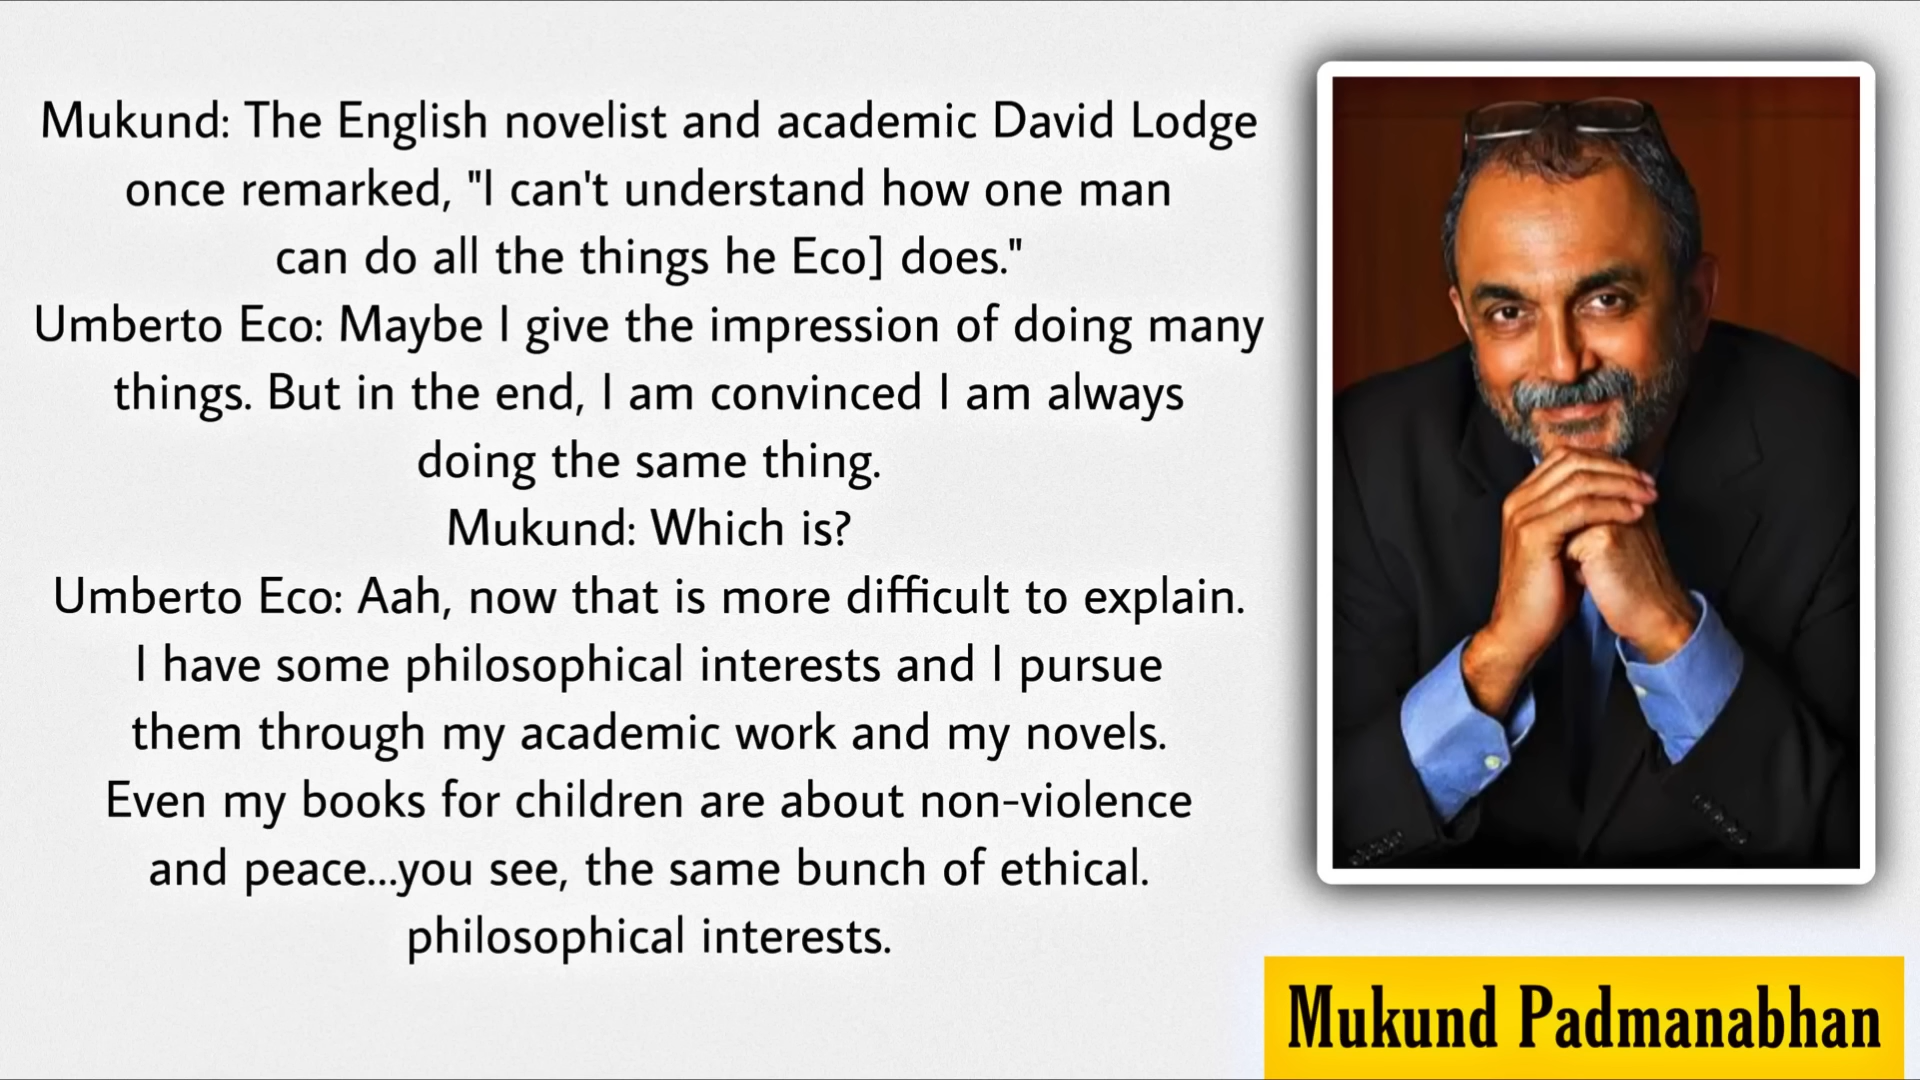 Mukund: The English novelist and academic David Lodge
once remarked, "I can't understand how one man
can do all the things he Eco] does."
Umberto Eco: Maybe I give the impression of doing many
things. But in the end, I am convinced I am always
doing the same thing.
Mukund: Which is?
Umberto Eco: Aah, now that is more difficult to explain.
I have some philosophical interests and I pursue
them through my academic work and my novels.
Even my books for children are about non-violence
and peace...you see, the same bunch of ethical.
philosophical interests.
Mukund Padmanabhan